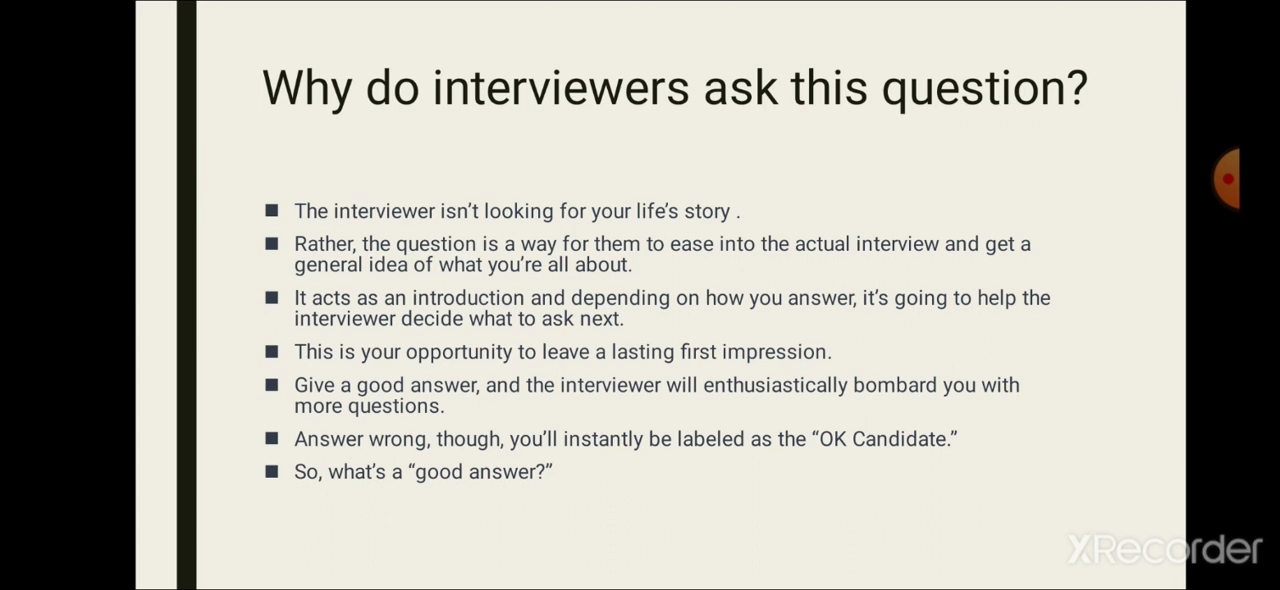 Why do interviewers ask this question?
■ The interviewer isn’t looking for your life’s story .
■ Rather, the question is a way for them to ease into the actual interview and get a
general idea of what you’re all about.
■ It acts as an introduction and depending on how you answer, it’s going to help the
interviewer decide what to ask next.
■ This is your opportunity to leave a lasting first impression.
■ Give a good answer, and the interviewer will enthusiastically bombard you with
more questions.
■ Answer wrong, though, you’ll instantly be labeled as the “OK Candidate.”
■ So, what’s a “good answer?”
XRecorder